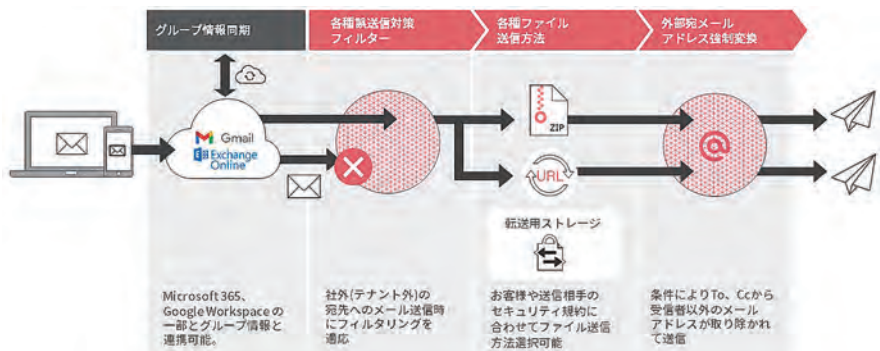 グループ情報同期
各種誤送信対策
フィルター
各種ファイル
送信方法
外部宛メール
アドレス強制変換
Gmail
Exchange
Online
ZIP
URL
@
転送用ストレージ
Microsoft 365、
Google Workspace の
一部とグループ情報と
連携可能。
社外(テナント外)の
宛先へのメール送信時
にフィルタリングを
適応
お客様や送信相手の
セキュリティ規約に
合わせてファイル送信
方法選択可能
条件によりTo、Ccから
受信者以外のメール
アドレスが取り除かれ
て送信